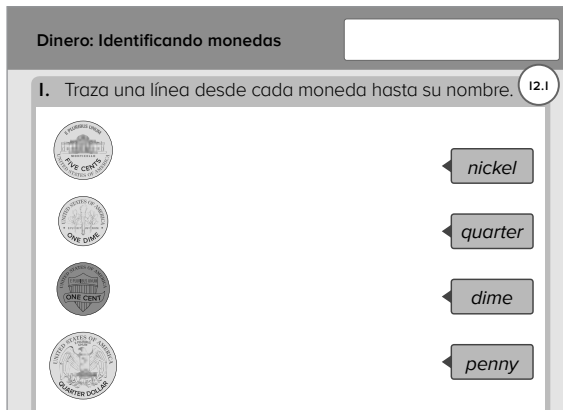 Dinero: Identificando monedas
1. Traza una línea desde cada moneda hasta su nombre.
12.1
E PLURIBUS UNUM
MONTICELLO
FIVE CENTS
UNITED STATES OF AMERICA
nickel
UNITED STATES OF AMERICA
ONE DIME
quarter
UNITED STATES OF AMERICA
ONE CENT
dime
UNITED STATES OF AMERICA
QUARTER DOLLAR
penny